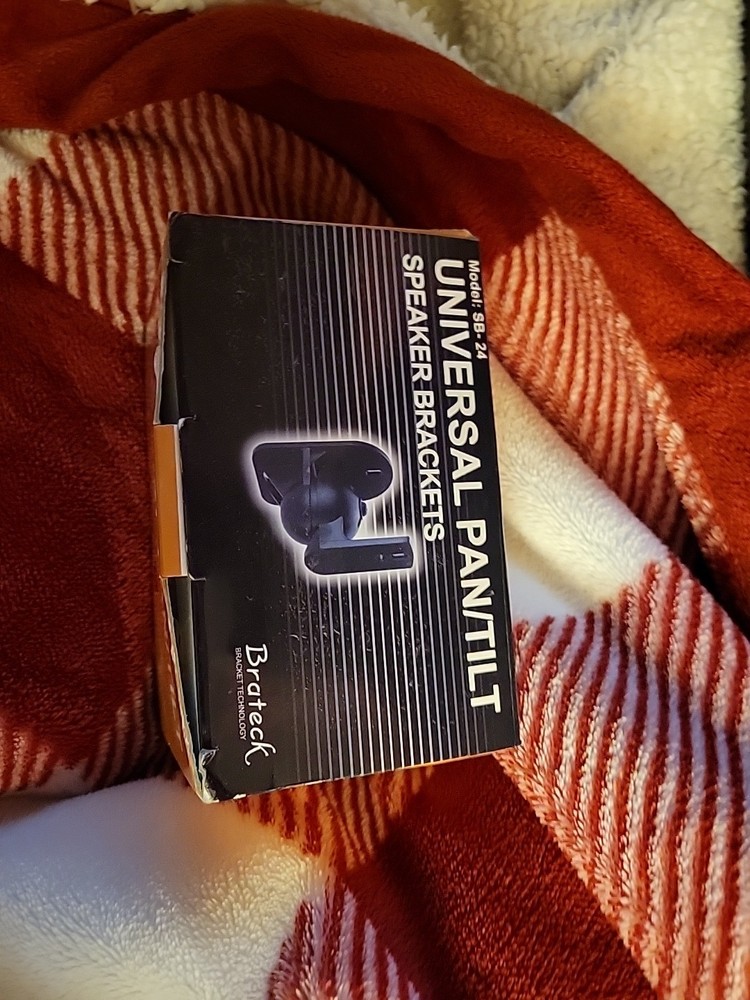 Model: SB- 24
UNIVERSAL PAN/TILT
SPEAKER BRACKETS
Brateck
BRACKET TECHNOLOGY